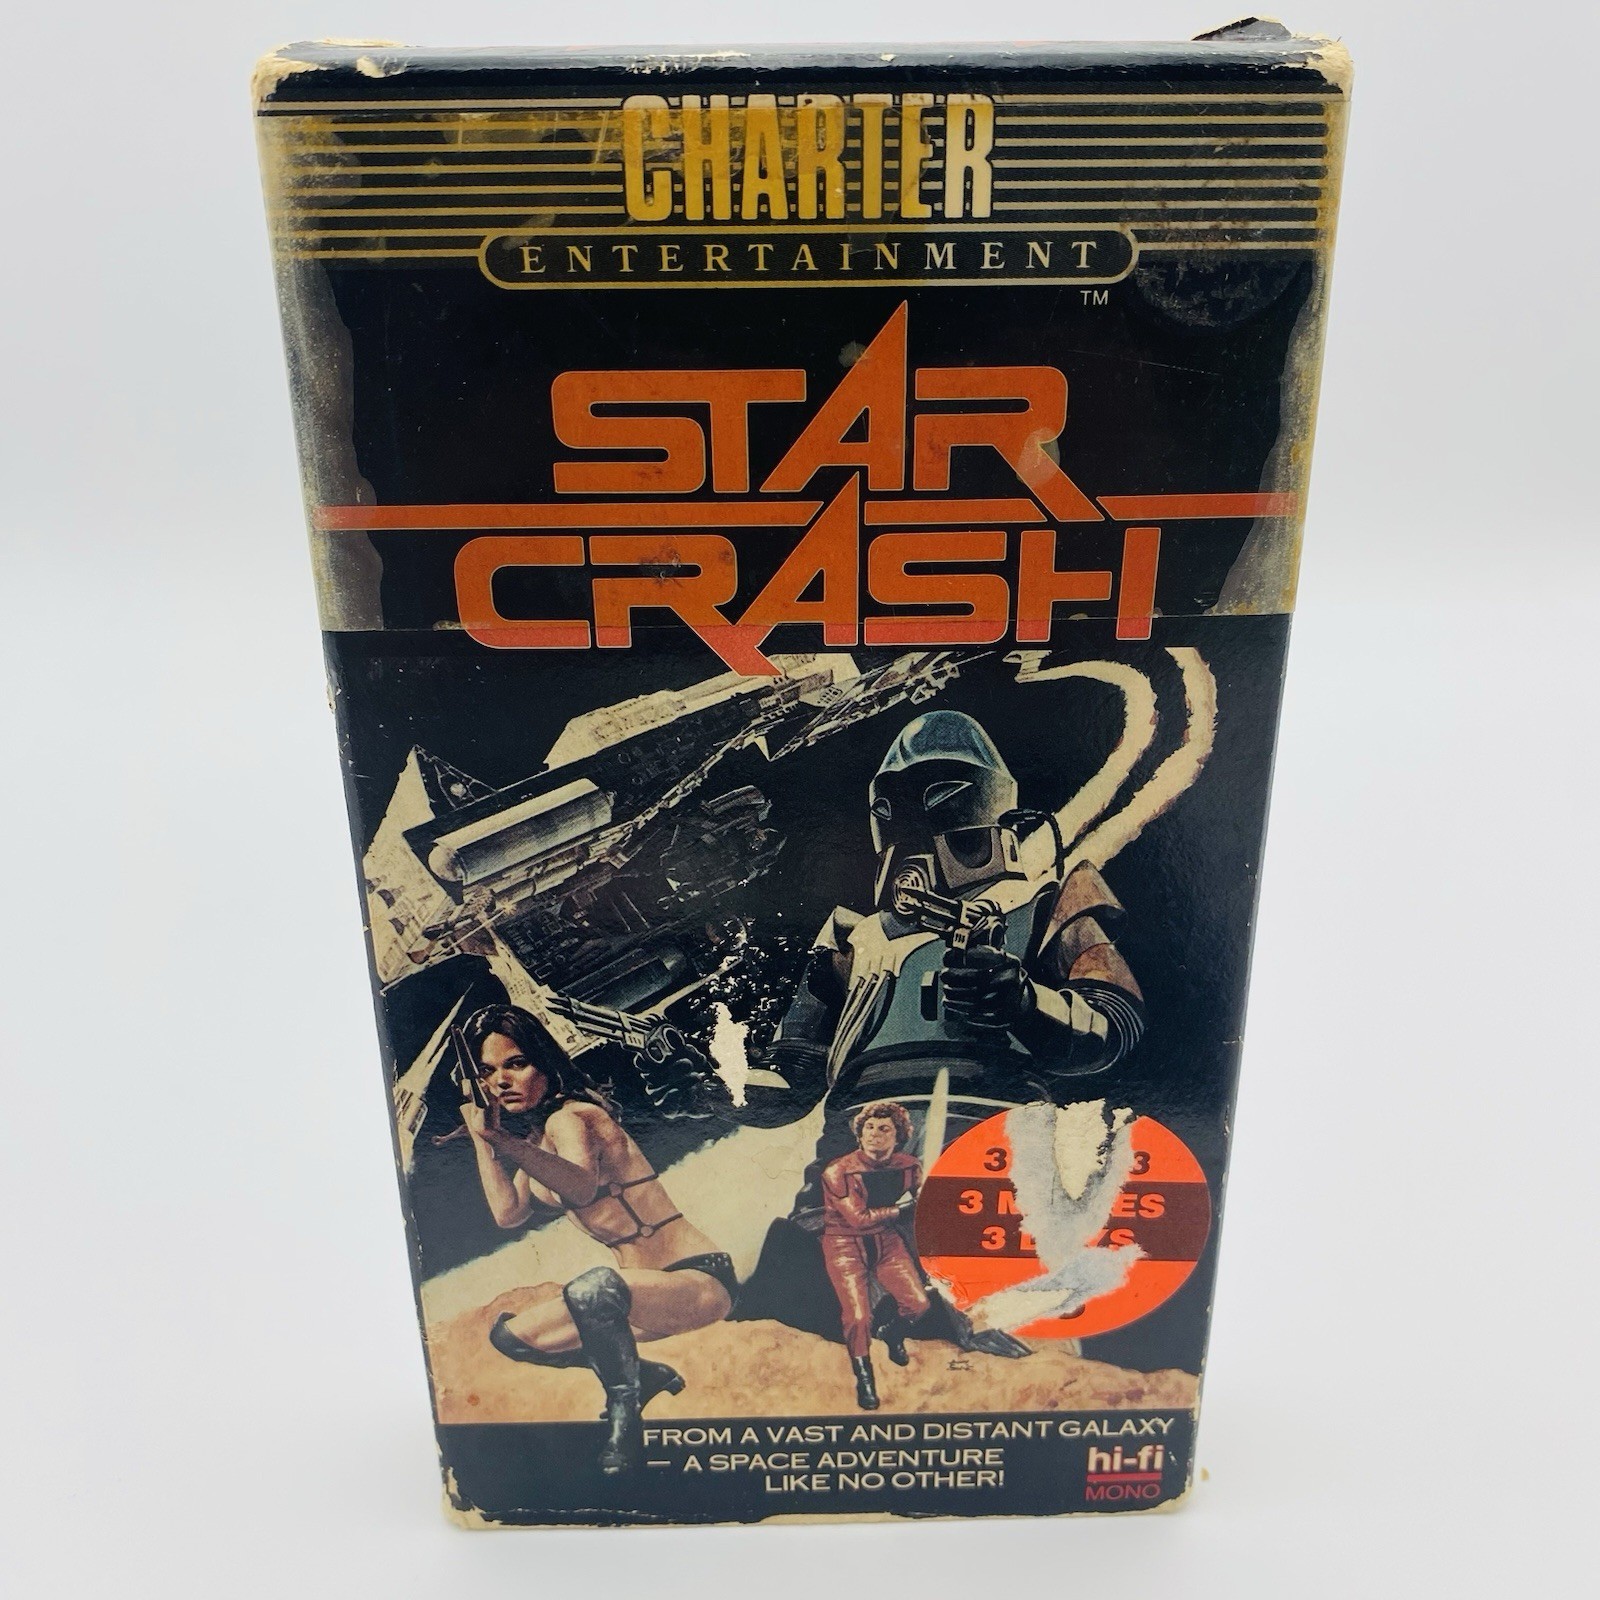 CHARTER
ENTERTAINMENT
TM
STAR
CRASH
3 3
3
3
FROM A VAST AND DISTANT GALAXY
— A SPACE ADVENTURE
LIKE NO OTHER!
hi-fi
MONO